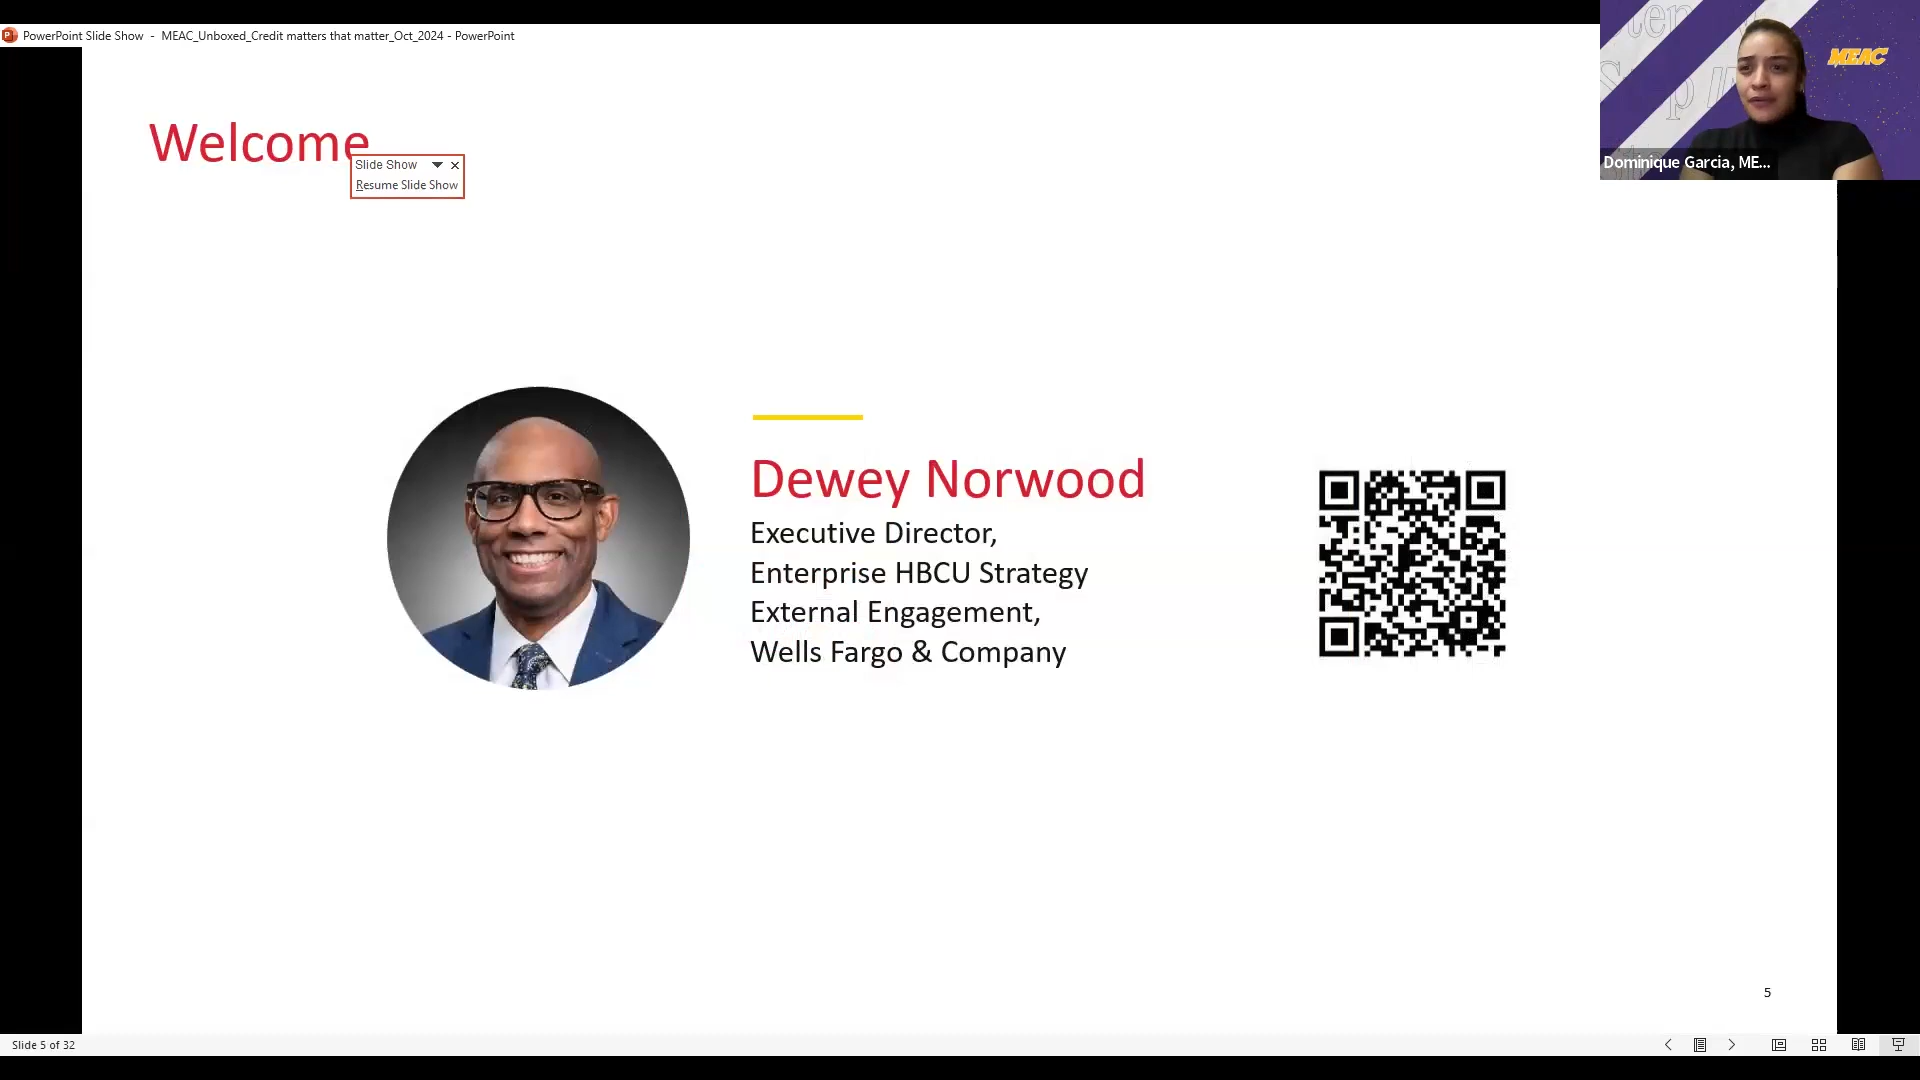 PowerPoint Slide Show - MEAC_Unboxed_Credit matters that matter_Oct_2024 - PowerPoint
MEAC
Dominique Garcia, ME...
Welcome
Slide Show
Resume Slide Show
Dewey Norwood
Executive Director,
Enterprise HBCU Strategy
External Engagement,
Wells Fargo & Company
5
Slide 5 of 32